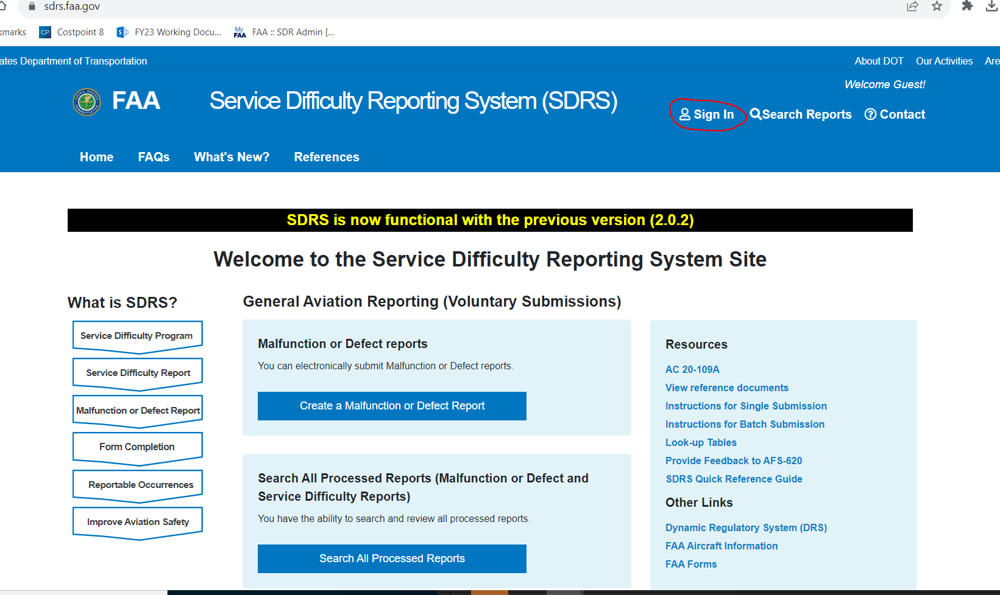 sdrs.faa.gov
kmarks CP Costpoint 8 S FY23 Working Docu... My FAA FAA :: SDR Admin [...
ates Department of Transportation About DOT Our Activities Are
Welcome Guest!
FAA Service Difficulty Reporting System (SDRS)
Sign In Search Reports ? Contact
Home FAQs What's New? References
SDRS is now functional with the previous version (2.0.2)
Welcome to the Service Difficulty Reporting System Site
What is SDRS?
Service Difficulty Program
Service Difficulty Report
Malfunction or Defect Report
Form Completion
Reportable Occurrences
Improve Aviation Safety
General Aviation Reporting (Voluntary Submissions)
Malfunction or Defect reports
You can electronically submit Malfunction or Defect reports.
Create a Malfunction or Defect Report
Search All Processed Reports (Malfunction or Defect and
Service Difficulty Reports)
You have the ability to search and review all processed reports.
Search All Processed Reports
Resources
AC 20-109A
View reference documents
Instructions for Single Submission
Instructions for Batch Submission
Look-up Tables
Provide Feedback to AFS-620
SDRS Quick Reference Guide
Other Links
Dynamic Regulatory System (DRS)
FAA Aircraft Information
FAA Forms